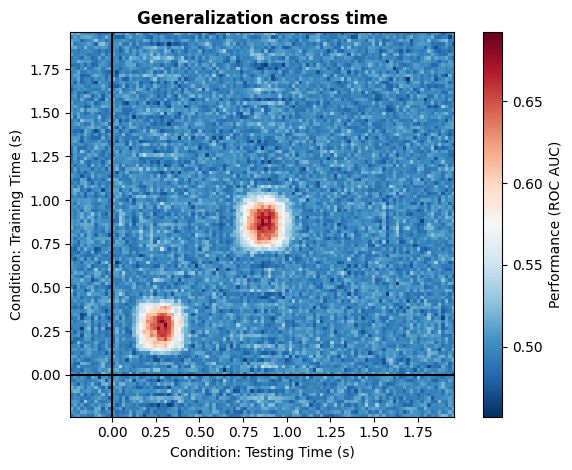 Generalization across time
Condition: Training Time (s)
1.75
1.50
1.25
1.00
0.75
0.50
0.25
0.00
0.00 0.25 0.50 0.75 1.00 1.25 1.50 1.75
Condition: Testing Time (s)
0.65
0.60
0.55
0.50
Performance (ROC AUC)